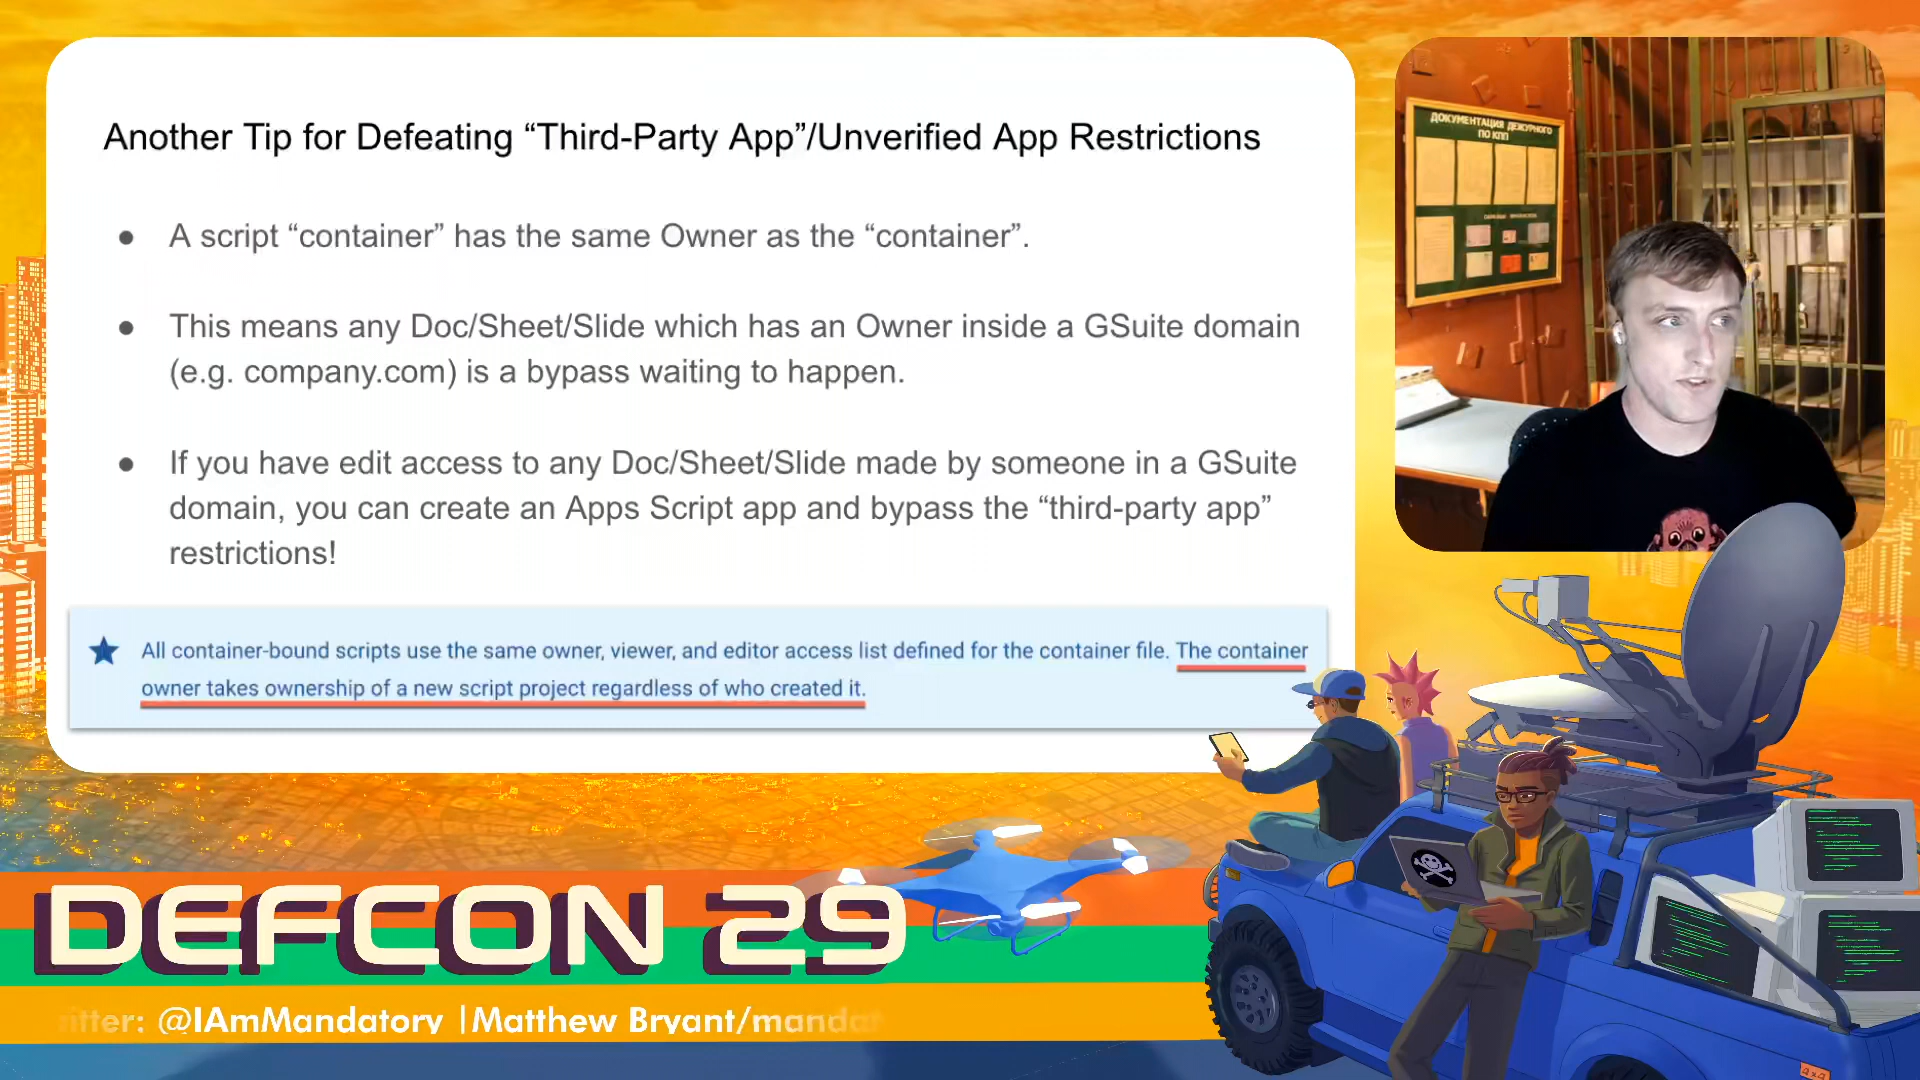 Another Tip for Defeating “Third-Party App”/Unverified App Restrictions
● A script “container” has the same Owner as the “container”.
● This means any Doc/Sheet/Slide which has an Owner inside a GSuite domain
(e.g. company.com) is a bypass waiting to happen.
● If you have edit access to any Doc/Sheet/Slide made by someone in a GSuite
domain, you can create an Apps Script app and bypass the “third-party app”
restrictions!
All container-bound scripts use the same owner, viewer, and editor access list defined for the container file. The container
owner takes ownership of a new script project regardless of who created it.
ДОКУМЕНТАЦИЯ ДЕЖУРНОГО
ПО КПП
DEFCON 29
itter: @IAmMandatory | Matthew Bryant/manda
4x4